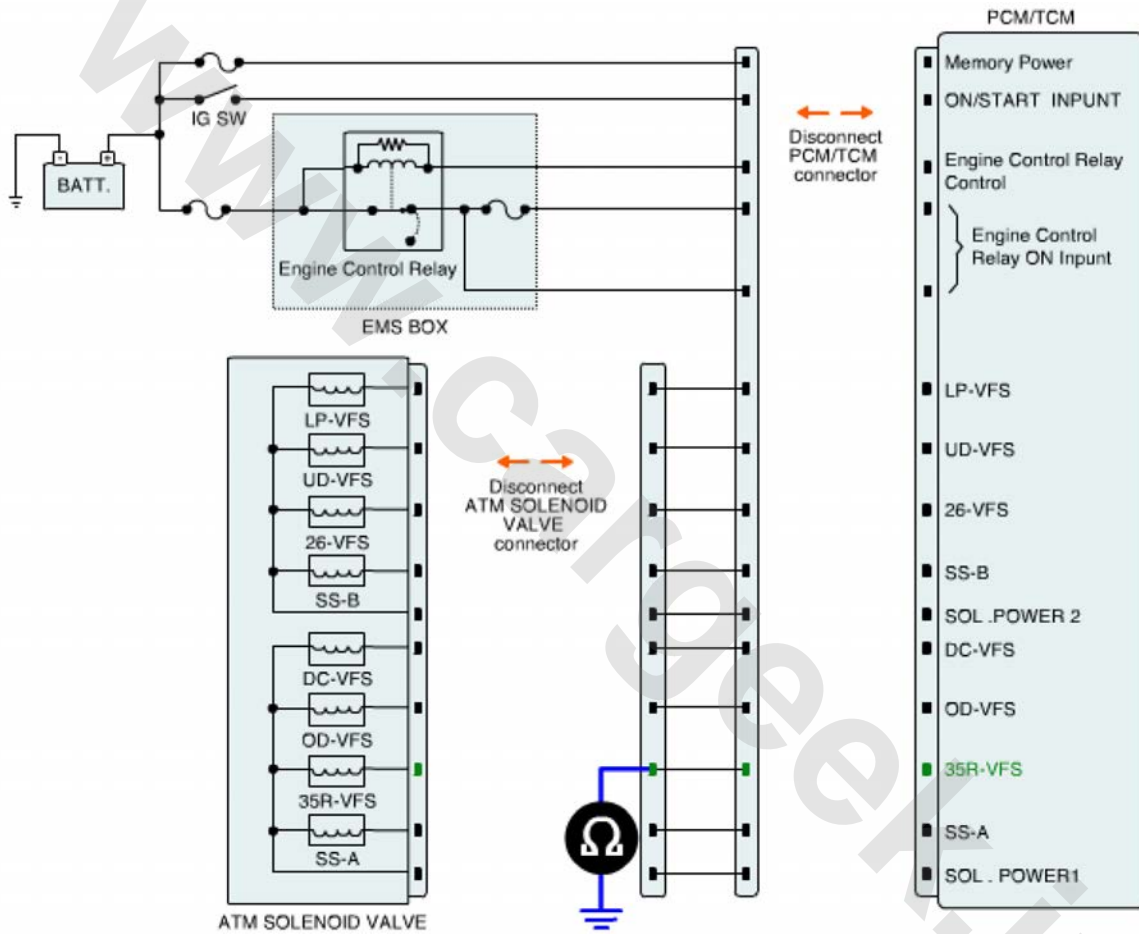 PCM/TCM
Memory Power
ON/START INPUNT
IG SW
Disconnect
PCM/TCM
connector
Engine Control Relay
Control
BATT.
- +
Engine Control
Relay ON Inpunt
Engine Control Relay
EMS BOX
LP-VFS
UD-VFS
26-VFS
SS-B
DC-VFS
OD-VFS
35R-VFS
SS-A
ATM SOLENOID VALVE
Disconnect
ATM SOLENOID
VALVE
connector
Ω
LP-VFS
UD-VFS
26-VFS
SS-B
SOL .POWER 2
DC-VFS
OD-VFS
35R-VFS
SS-A
SOL . POWER1
www.cargeek.i